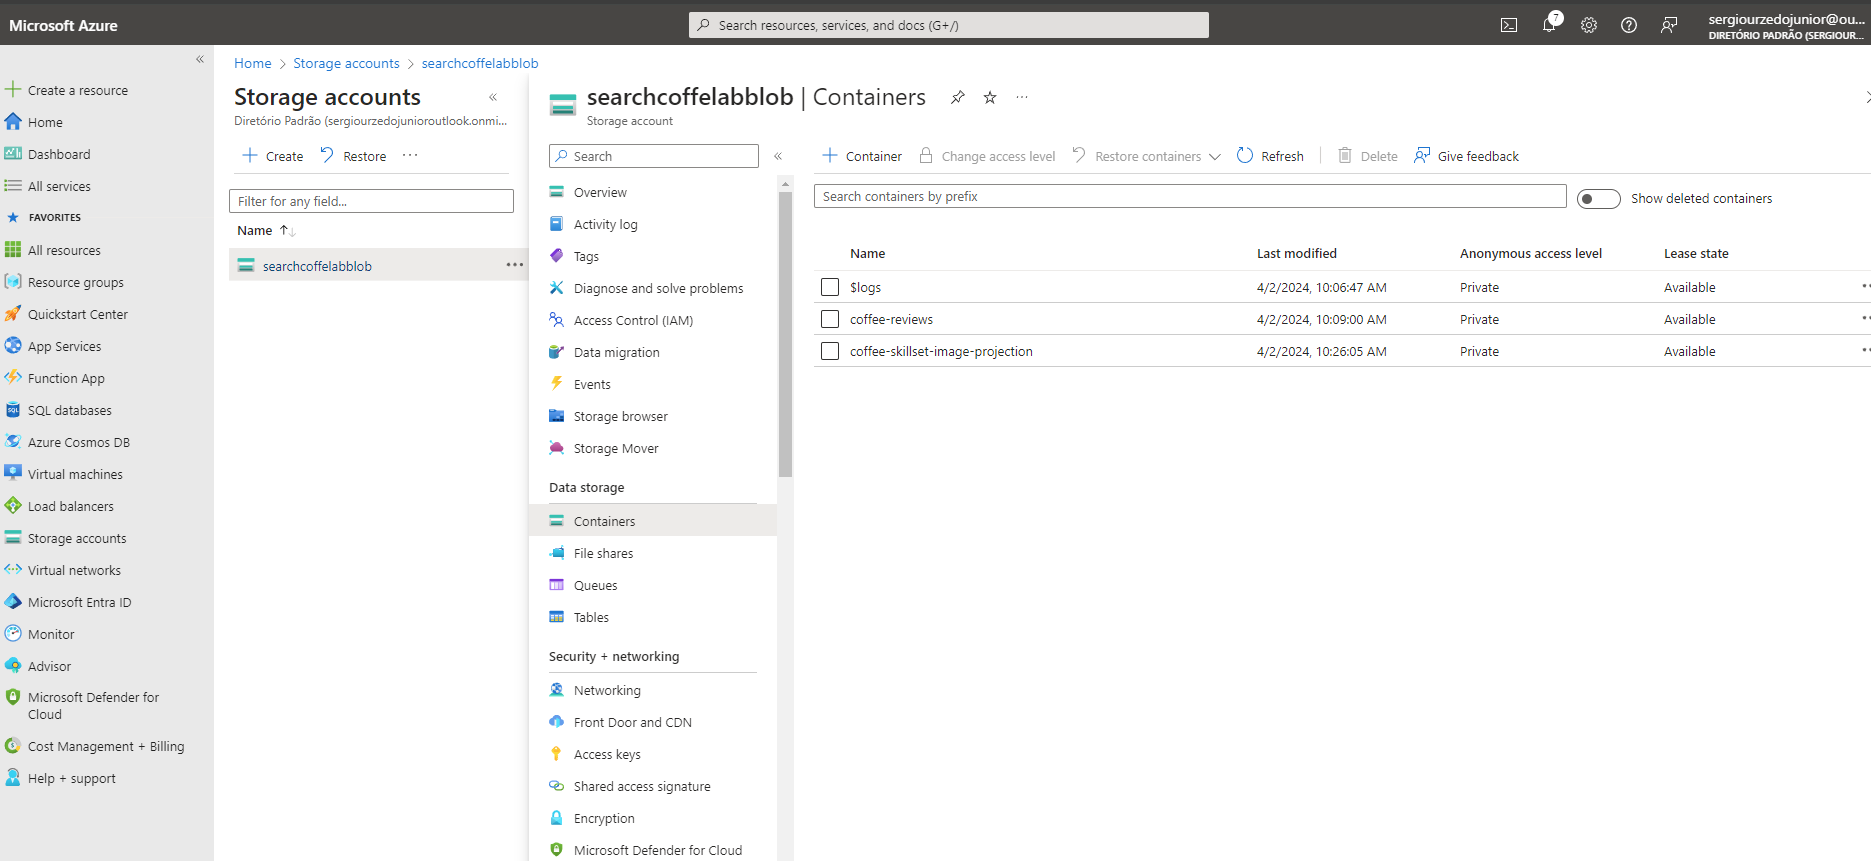 Microsoft Azure
Search resources, services, and docs (G+/)
7
sergiourzedojunior@ou...
DIRETÓRIO PADRÃO (SERGIOUR...
«
Create a resource
Home
Dashboard
All services
FAVORITES
All resources
Resource groups
Quickstart Center
App Services
Function App
SQL databases
Azure Cosmos DB
Virtual machines
Load balancers
Storage accounts
Virtual networks
Microsoft Entra ID
Monitor
Advisor
Microsoft Defender for
Cloud
Cost Management + Billing
Help + support
Home > Storage accounts > searchcoffelabblob
Storage accounts «
Diretório Padrão (sergiourzedojunioroutlook.onmi...
+ Create Restore ···
Filter for any field...
Name ↑↓
searchcoffelabblob ···
searchcoffelabblob | Containers ···
Storage account
Search «
Overview
Activity log
Tags
Diagnose and solve problems
Access Control (IAM)
Data migration
Events
Storage browser
Storage Mover
Data storage
Containers
File shares
Queues
Tables
Security + networking
Networking
Front Door and CDN
Access keys
Shared access signature
Encryption
Microsoft Defender for Cloud
+ Container Change access level Restore containers Refresh Delete Give feedback
Search containers by prefix
Show deleted containers
Name Last modified Anonymous access level Lease state
$logs 4/2/2024, 10:06:47 AM Private Available
coffee-reviews 4/2/2024, 10:09:00 AM Private Available
coffee-skillset-image-projection 4/2/2024, 10:26:05 AM Private Available